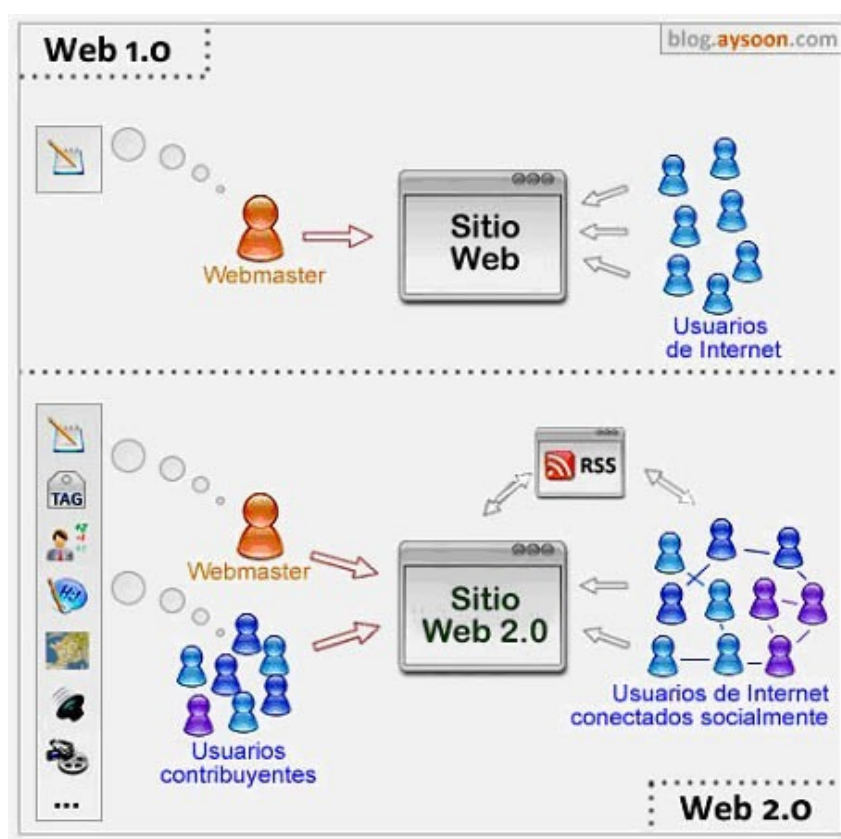 Web 1.0
blog.aysoon.com
Sitio
Web
Webmaster
Usuarios
de Internet
TAG
RSS
Webmaster
Sitio
Web 2.0
Usuarios
contribuyentes
Usuarios de Internet
conectados socialmente
...
Web 2.0